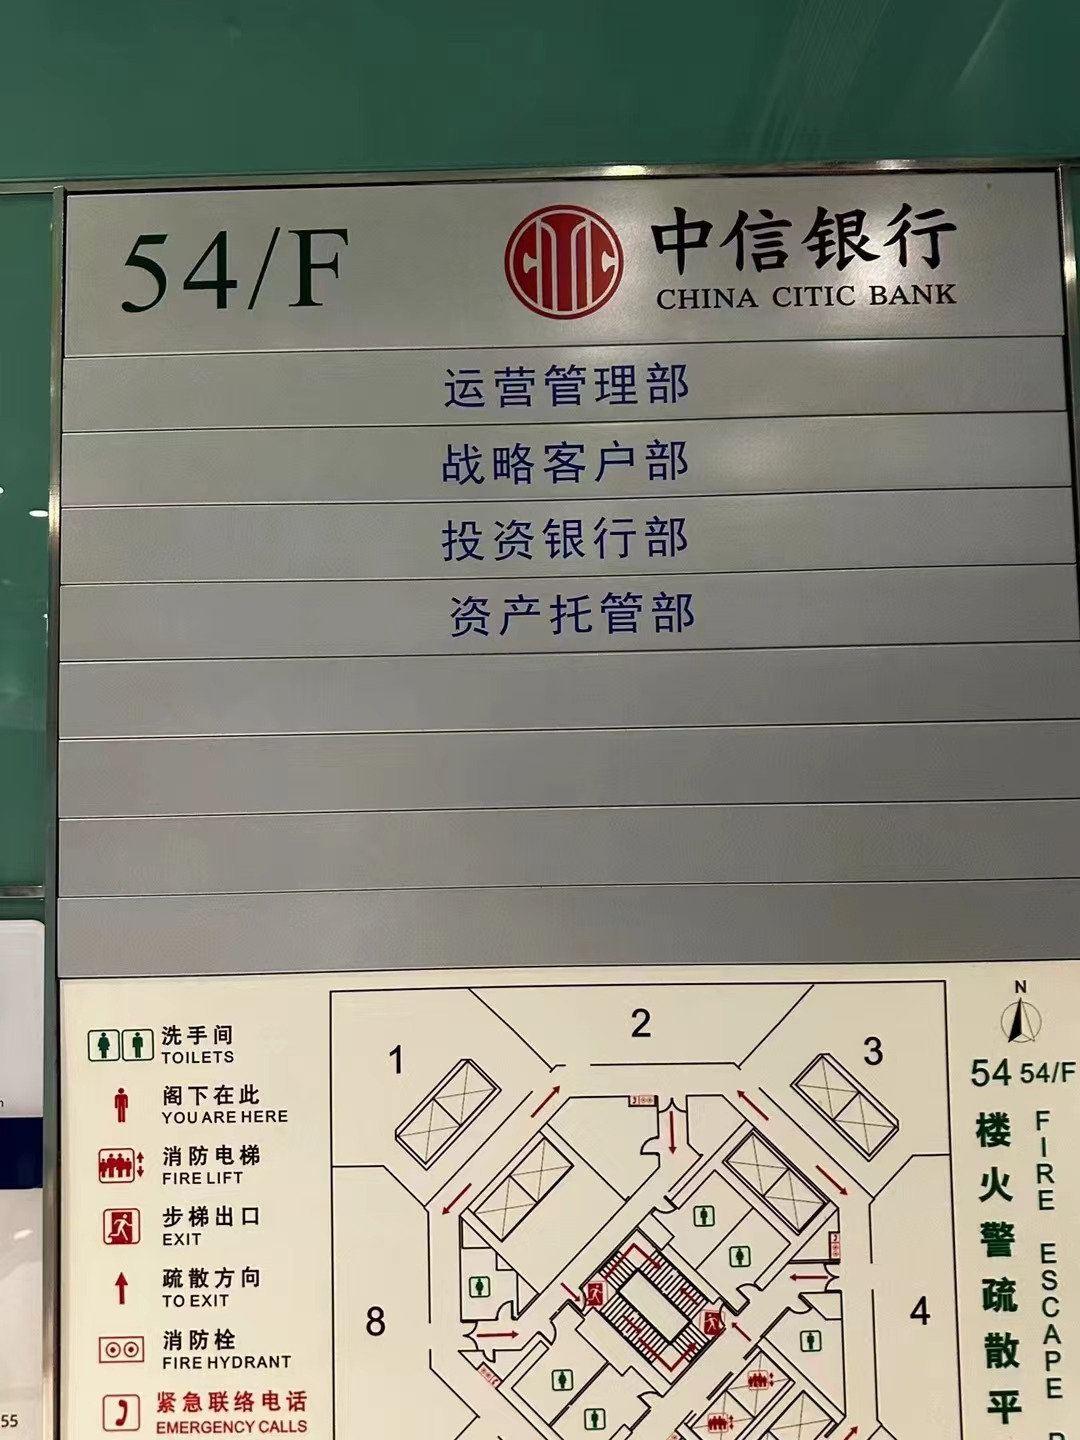 54/F
中信银行
CHINA CITIC BANK
运营管理部
战略客户部
投资银行部
资产托管部
洗手间
TOILETS
阁下在此
YOU ARE HERE
消防电梯
FIRE LIFT
步梯出口
EXIT
疏散方向
TO EXIT
消防栓
FIRE HYDRANT
紧急联络电话
EMERGENCY CALLS
1
2
3
4
8
N
54 54/F
楼火警疏散平
FIRE ESCAPE
55